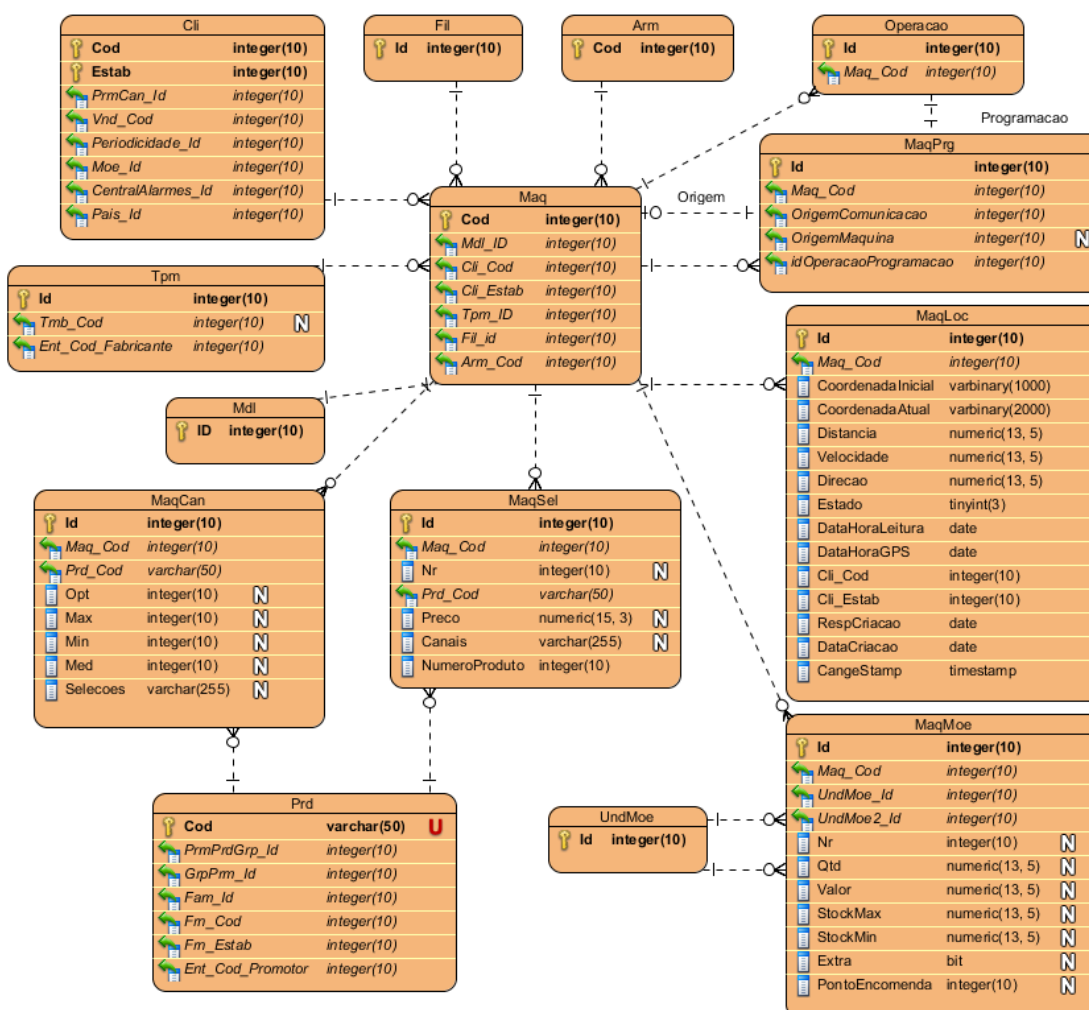 Cli
Cod integer(10)
Estab integer(10)
PrmCan_Id integer(10)
Vnd_Cod integer(10)
Periodicidade_Id integer(10)
Moe_Id integer(10)
CentralAlarmes_Id integer(10)
Pais_Id integer(10)
Fil
Id integer(10)
Arm
Cod integer(10)
Operacao
Id integer(10)
Maq_Cod integer(10)
Programacao
MaqPrg
Id integer(10)
Maq_Cod integer(10)
OrigemComunicacao integer(10)
OrigemMaquina integer(10) N
idOperacaoProgramacao integer(10)
Origem
Maq
Cod integer(10)
Mdl_ID integer(10)
Cli_Cod integer(10)
Cli_Estab integer(10)
Tpm_ID integer(10)
Fil_id integer(10)
Arm_Cod integer(10)
Tpm
Id integer(10)
Tmb_Cod integer(10) N
Ent_Cod_Fabricante integer(10)
Mdl
ID integer(10)
MaqLoc
Id integer(10)
Maq_Cod integer(10)
CoordenadaInicial varbinary(1000)
CoordenadaAtual varbinary(2000)
Distancia numeric(13, 5)
Velocidade numeric(13, 5)
Direcao numeric(13, 5)
Estado tinyint(3)
DataHoraLeitura date
DataHoraGPS date
Cli_Cod integer(10)
Cli_Estab integer(10)
RespCriacao date
DataCriacao date
CangeStamp timestamp
MaqCan
Id integer(10)
Maq_Cod integer(10)
Prd_Cod varchar(50)
Opt integer(10) N
Max integer(10) N
Min integer(10) N
Med integer(10) N
Selecoes varchar(255) N
MaqSel
Id integer(10)
Maq_Cod integer(10)
Nr integer(10) N
Prd_Cod varchar(50)
Preco numeric(15, 3) N
Canais varchar(255) N
NumeroProduto integer(10)
MaqMoe
Id integer(10)
Maq_Cod integer(10)
UndMoe_Id integer(10)
UndMoe2_Id integer(10)
Nr integer(10) N
Qtd numeric(13, 5) N
Valor numeric(13, 5) N
StockMax numeric(13, 5) N
StockMin numeric(13, 5) N
Extra bit N
PontoEncomenda integer(10) N
Prd
Cod varchar(50) U
PrmPrdGrp_Id integer(10)
GrpPrm_Id integer(10)
Fam_Id integer(10)
Frn_Cod integer(10)
Frn_Estab integer(10)
Ent_Cod_Promotor integer(10)
UndMoe
Id integer(10)